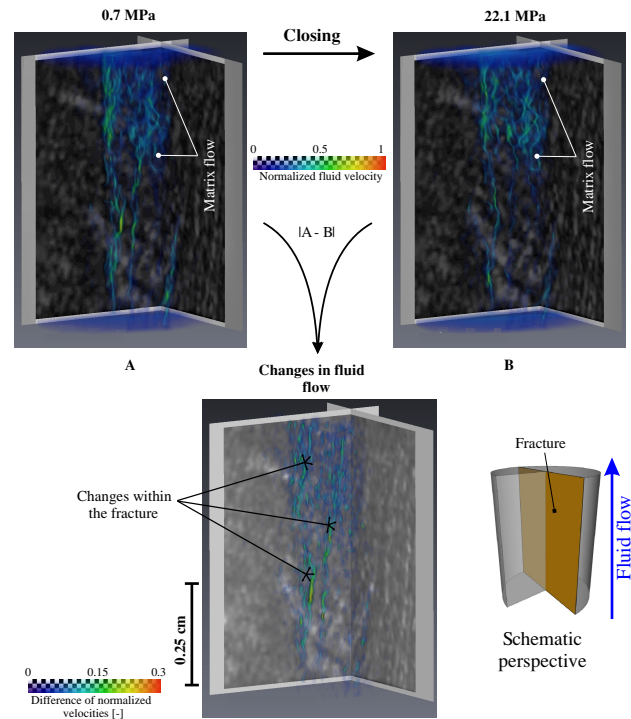 0.7 MPa
22.1 MPa
Closing
0
0.5
1
Normalized fluid velocity
Matrix flow
Matrix flow
|A - B|
A
B
Changes in fluid
flow
Changes within
the fracture
0.25 cm
Fracture
Fluid flow
Schematic
perspective
0
0.15
0.3
Difference of normalized
velocities [-]